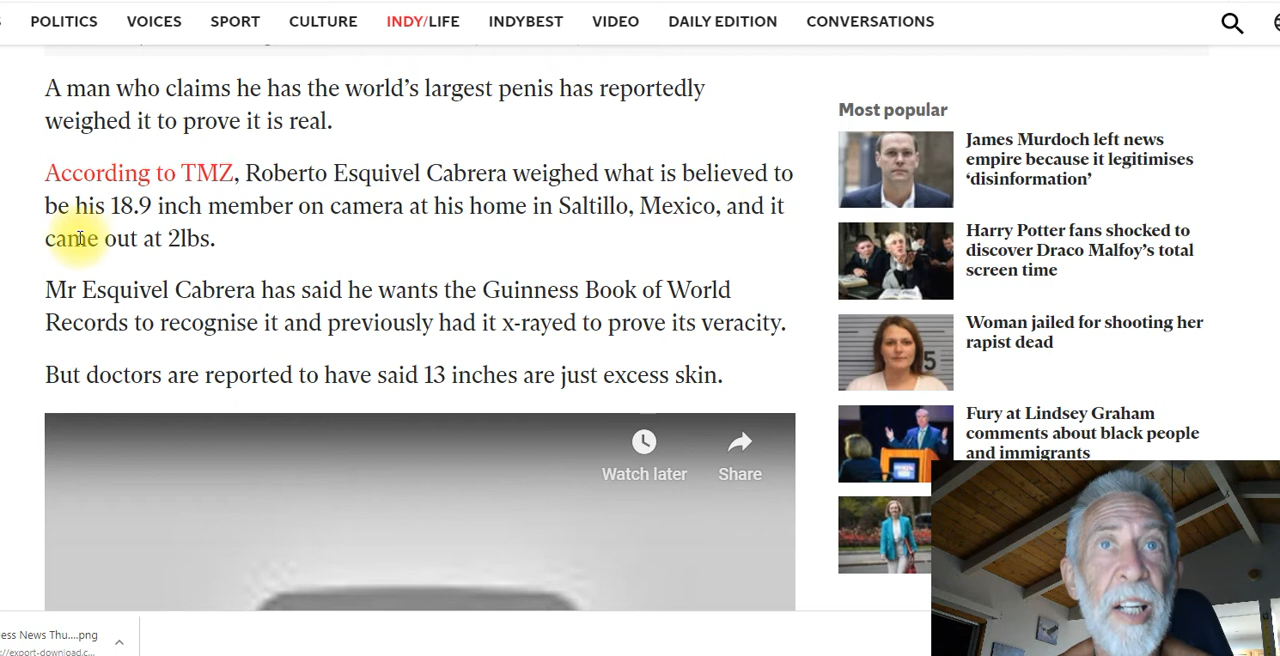 POLITICS VOICES SPORT CULTURE INDY/LIFE INDYBEST VIDEO DAILY EDITION CONVERSATIONS
A man who claims he has the world’s largest penis has reportedly
weighed it to prove it is real.
According to TMZ, Roberto Esquivel Cabrera weighed what is believed to
be his 18.9 inch member on camera at his home in Saltillo, Mexico, and it
came out at 2lbs.
Mr Esquivel Cabrera has said he wants the Guinness Book of World
Records to recognise it and previously had it x-rayed to prove its veracity.
But doctors are reported to have said 13 inches are just excess skin.
Watch later Share
Most popular
James Murdoch left news
empire because it legitimises
‘disinformation’
Harry Potter fans shocked to
discover Draco Malfoy’s total
screen time
Woman jailed for shooting her
rapist dead
5
Fury at Lindsey Graham
comments about black people
and immigrants
ess News Thu....png
//export-download.c...